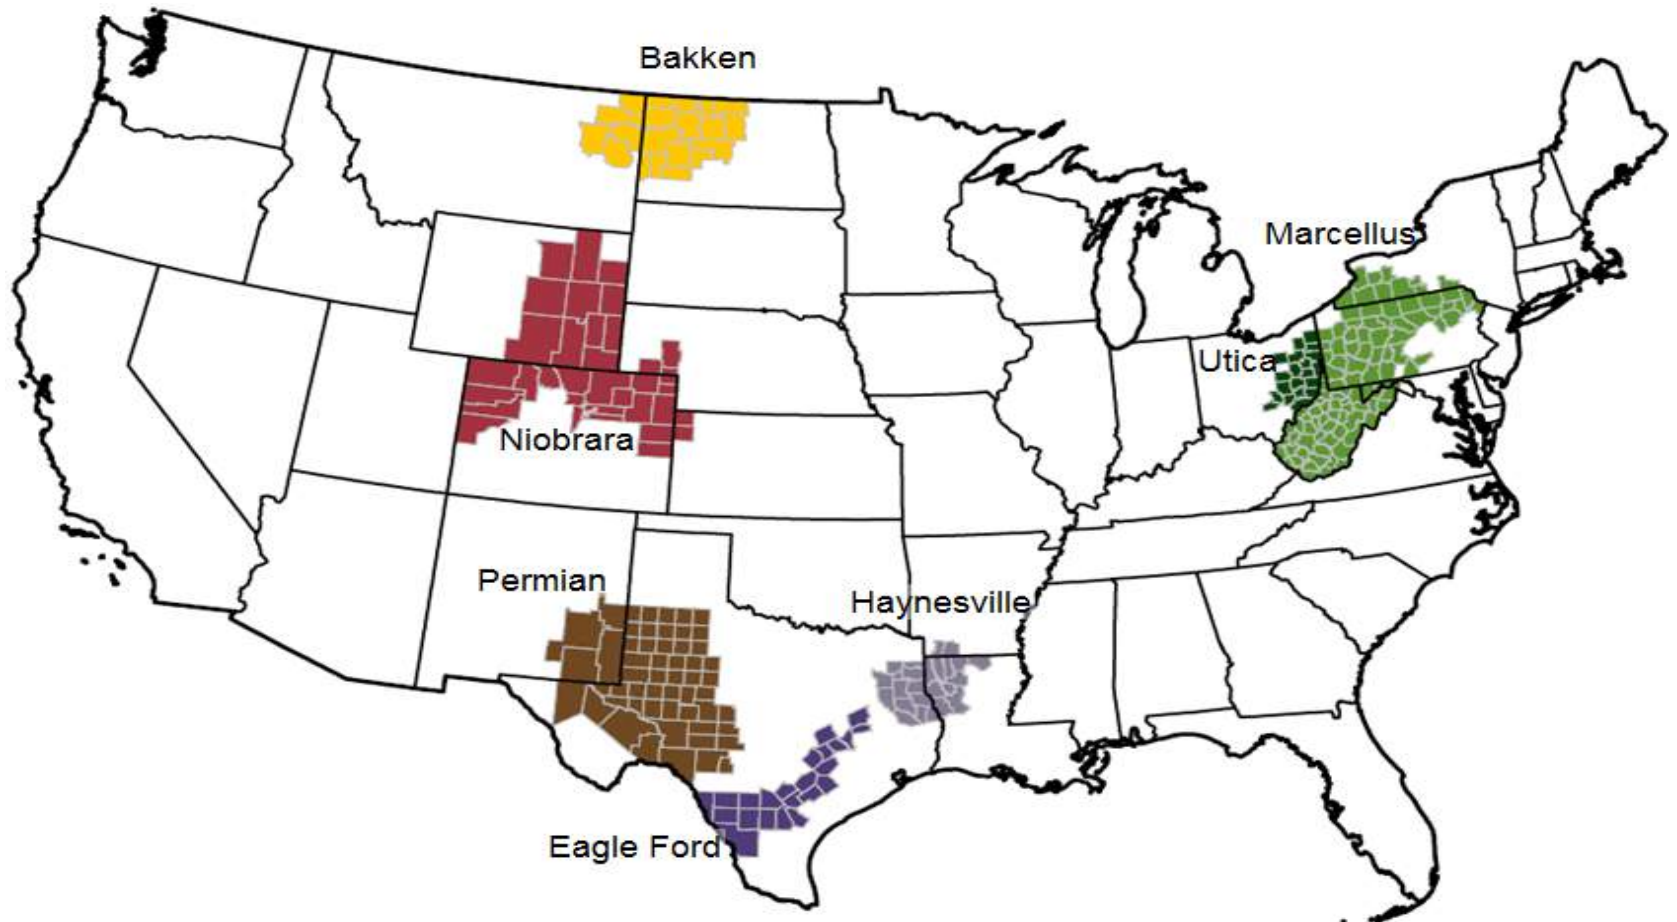 Bakken
Marcellus
Utica
Niobrara
Permian
Haynesville
Eagle Ford